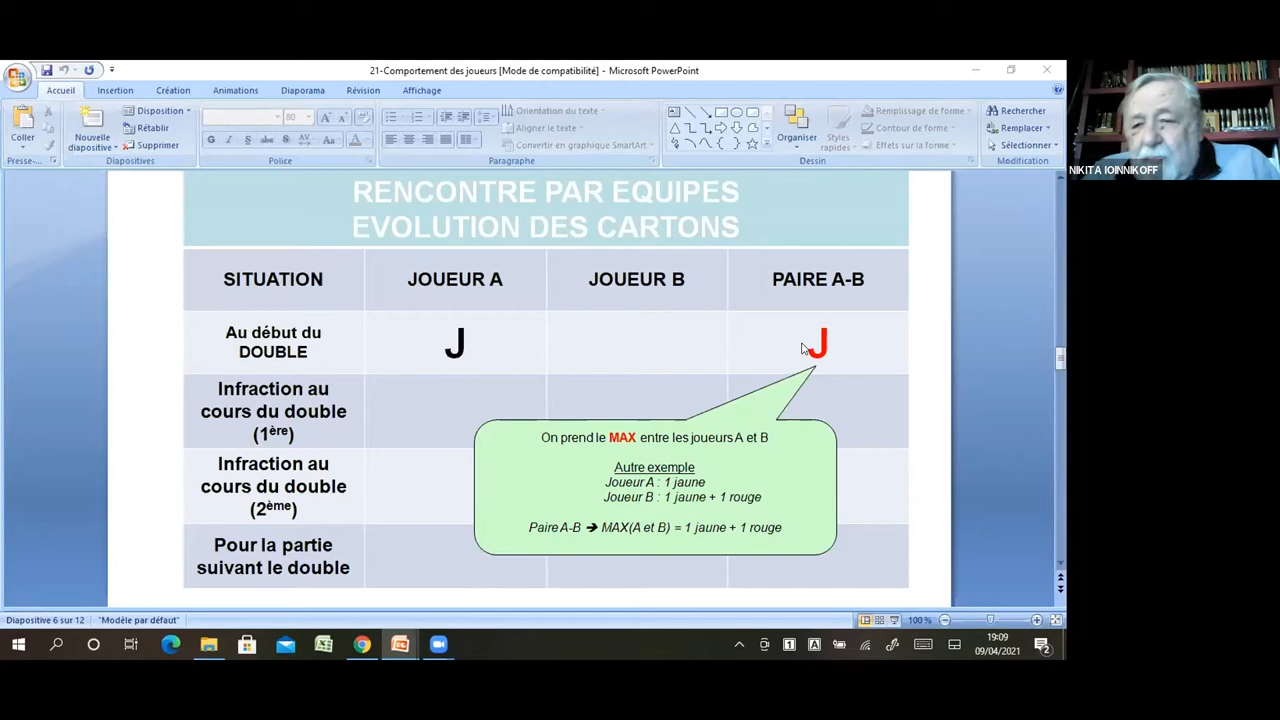 21-Comportement des joueurs [Mode de compatibilité] - Microsoft PowerPoint
Accueil
Insertion
Création
Animations
Diaporama
Révision
Affichage
Coller
Presse-...
Nouvelle
diapositive
Disposition
Rétablir
Supprimer
Diapositives
80
G I S abc S AV Aa A
Police
Orientation du texte
Aligner le texte
Convertir en graphique SmartArt
Paragraphe
Organiser
Styles
rapides
Remplissage de forme
Contour de forme
Effets sur la forme
Dessin
Rechercher
Remplacer
Sélectionner
Modification
NIKITA IOINNIKOFF
RENCONTRE PAR EQUIPES
EVOLUTION DES CARTONS
SITUATION JOUEUR A JOUEUR B PAIRE A-B
Au début du
DOUBLE
J
J
Infraction au
cours du double
(1ère)
Infraction au
cours du double
(2ème)
Pour la partie
suivant le double
On prend le MAX entre les joueurs A et B
Autre exemple
Joueur A : 1 jaune
Joueur B : 1 jaune + 1 rouge
Paire A-B ➔ MAX(A et B) = 1 jaune + 1 rouge
Diapositive 6 sur 12
"Modèle par défaut"
100 %
19:09
09/04/2021